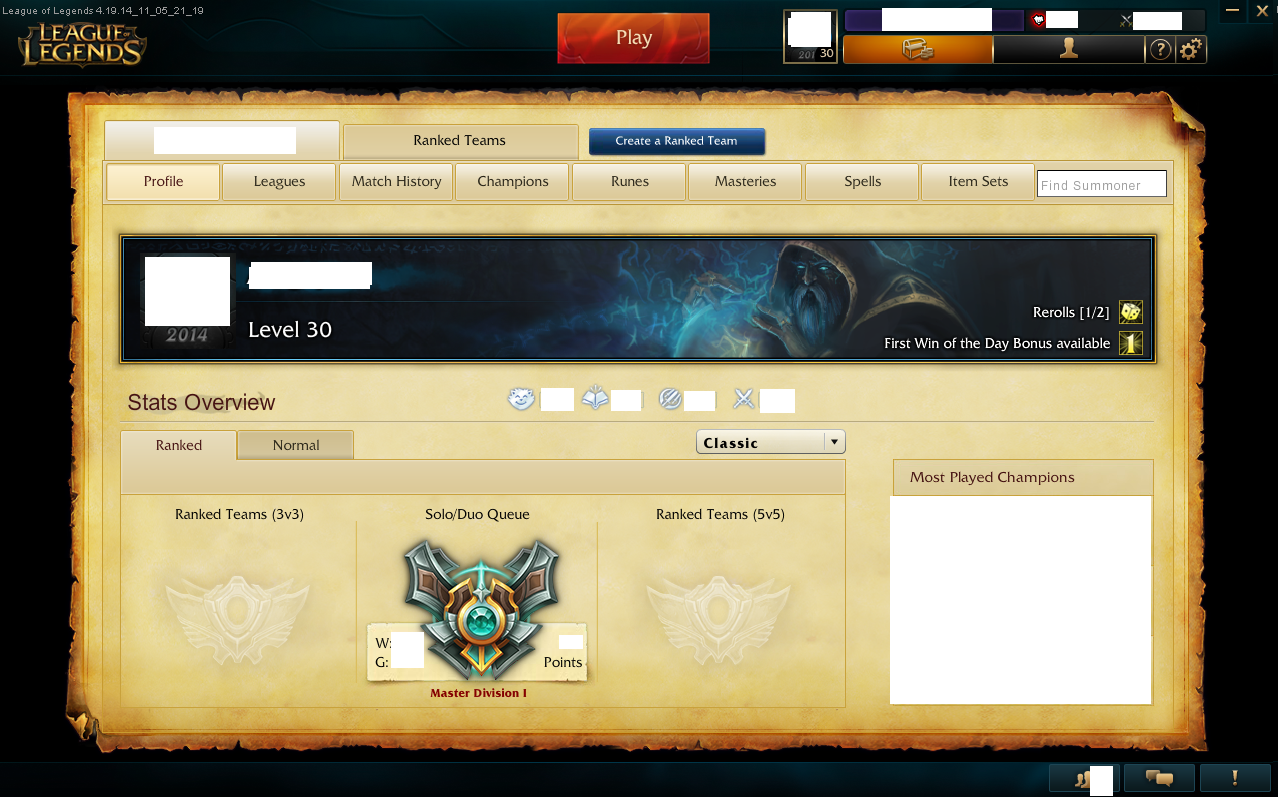 League of Legends 4.19.14_11_05_21_19
LEAGUE OF LEGENDS
Play
2014
30
?
Ranked Teams
Create a Ranked Team
Profile
Leagues
Match History
Champions
Runes
Masteries
Spells
Item Sets
Find Summoner
2014
Level 30
Rerolls [1/2]
First Win of the Day Bonus available
1
Stats Overview
Ranked
Normal
Classic
Most Played Champions
Ranked Teams (3v3)
Solo/Duo Queue
Ranked Teams (5v5)
W:
G:
Points
Master Division I
!